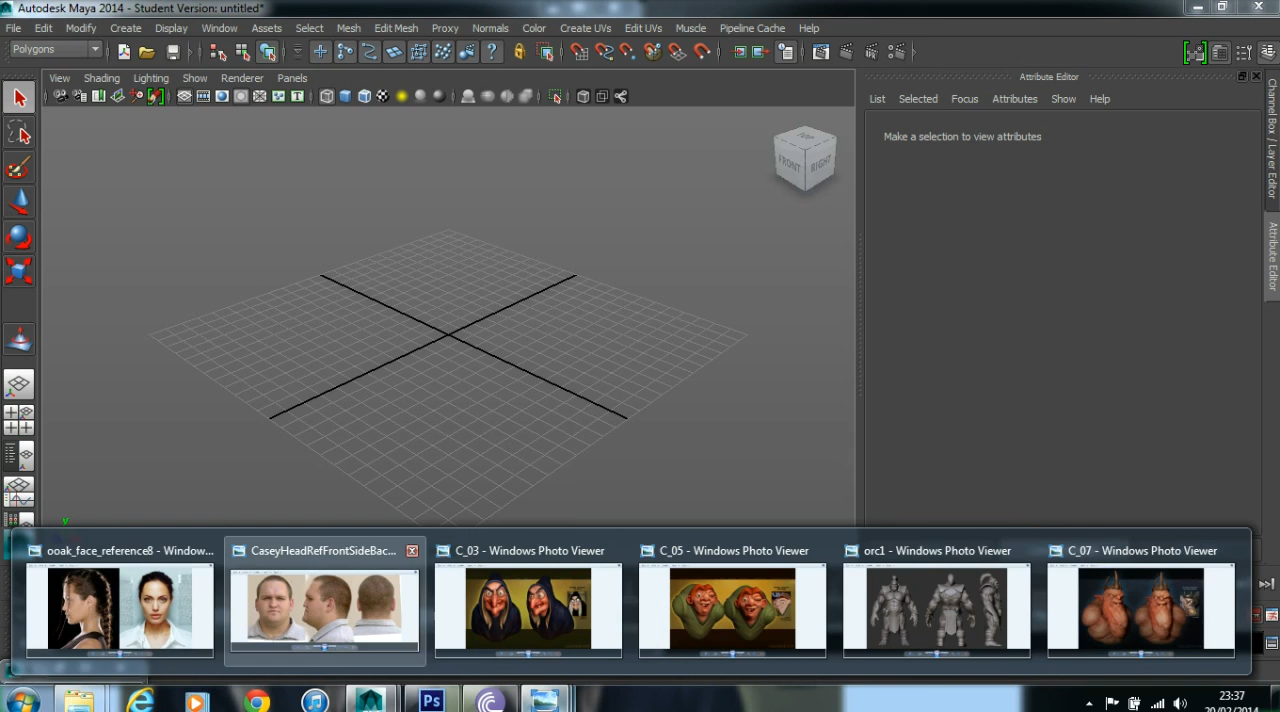 Autodesk Maya 2014 - Student Version: untitled*
File Edit Modify Create Display Window Assets Select Mesh Edit Mesh Proxy Normals Color Create UVs Edit UVs Muscle Pipeline Cache Help
Polygons
View Shading Lighting Show Renderer Panels
Attribute Editor
List Selected Focus Attributes Show Help
Make a selection to view attributes
Channel Box / Layer Editor
Attribute Editor
TOP
FRONT
RIGHT
y
ooak_face_reference8 - Window...
CaseyHeadRefFrontSideBac...
C_03 - Windows Photo Viewer
C_05 - Windows Photo Viewer
orc1 - Windows Photo Viewer
C_07 - Windows Photo Viewer
Ps
23:37
20/02/2014